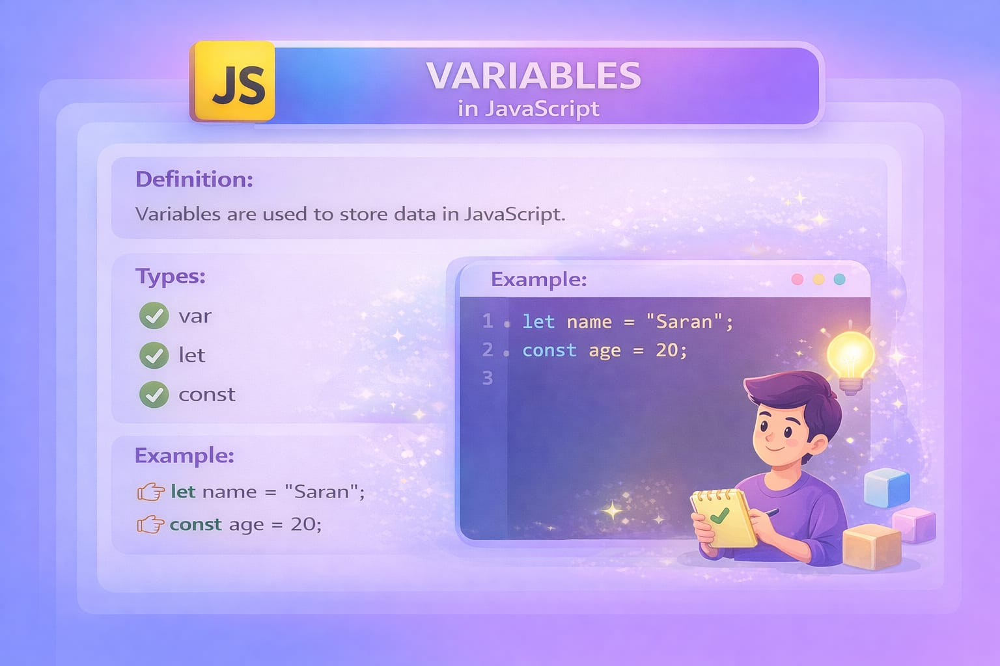 JS
VARIABLES
in JavaScript
Definition:
Variables are used to store data in JavaScript.
Types:
var
let
const
Example:
let name = "Saran";
const age = 20;
Example:
1 . let name = "Saran";
2 . const age = 20;
3